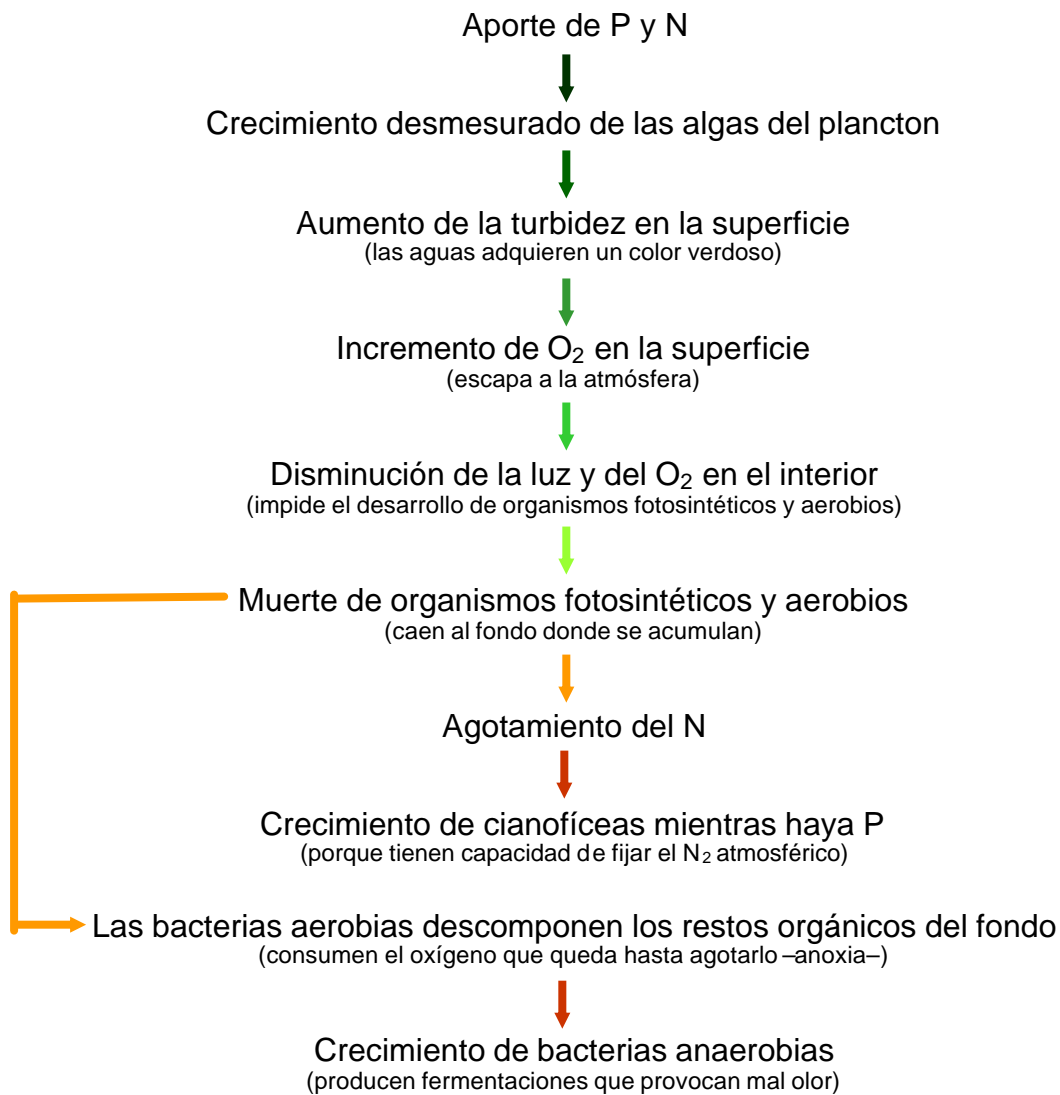 Aporte de P y N
Crecimiento desmesurado de las algas del plancton
Aumento de la turbidez en la superficie
(las aguas adquieren un color verdoso)
Incremento de O₂ en la superficie
(escapa a la atmósfera)
Disminución de la luz y del O₂ en el interior
(impide el desarrollo de organismos fotosintéticos y aerobios)
Muerte de organismos fotosintéticos y aerobios
(caen al fondo donde se acumulan)
Agotamiento del N
Crecimiento de cianofíceas mientras haya P
(porque tienen capacidad de fijar el N₂ atmosférico)
Las bacterias aerobias descomponen los restos orgánicos del fondo
(consumen el oxígeno que queda hasta agotarlo –anoxia–)
Crecimiento de bacterias anaerobias
(producen fermentaciones que provocan mal olor)